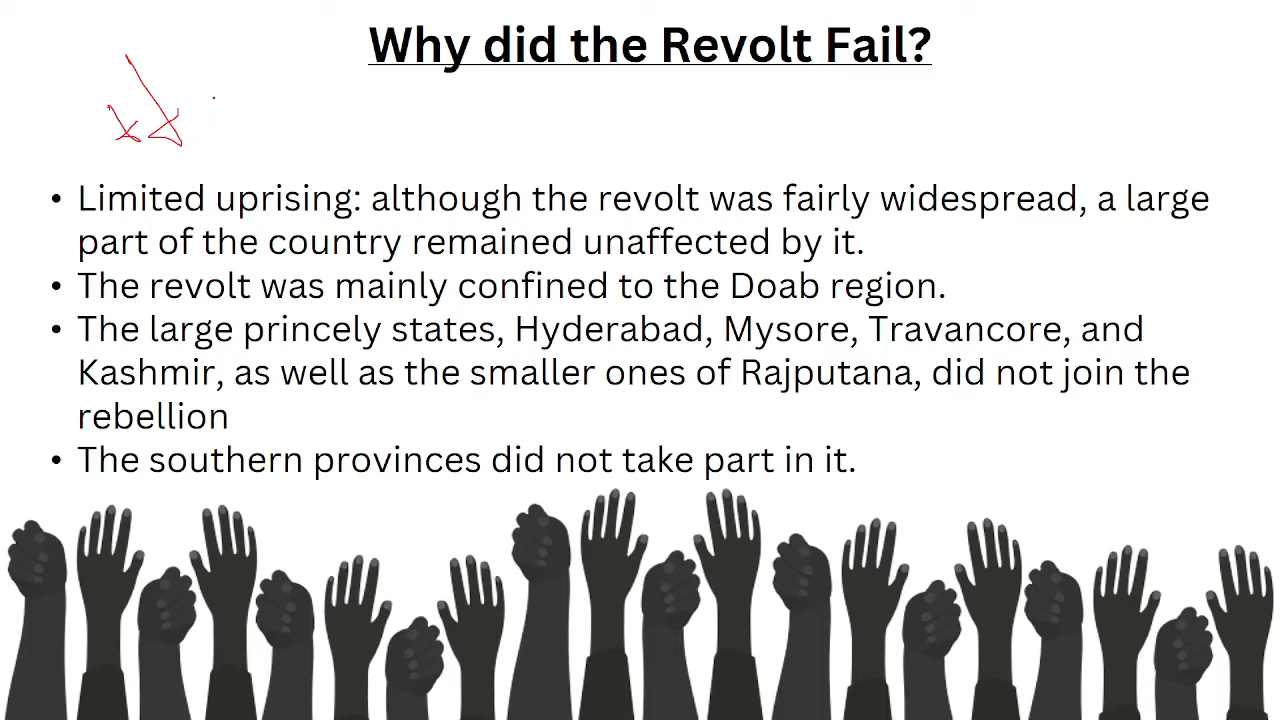 Why did the Revolt Fail?
• Limited uprising: although the revolt was fairly widespread, a large
part of the country remained unaffected by it.
• The revolt was mainly confined to the Doab region.
• The large princely states, Hyderabad, Mysore, Travancore, and
Kashmir, as well as the smaller ones of Rajputana, did not join the
rebellion
• The southern provinces did not take part in it.